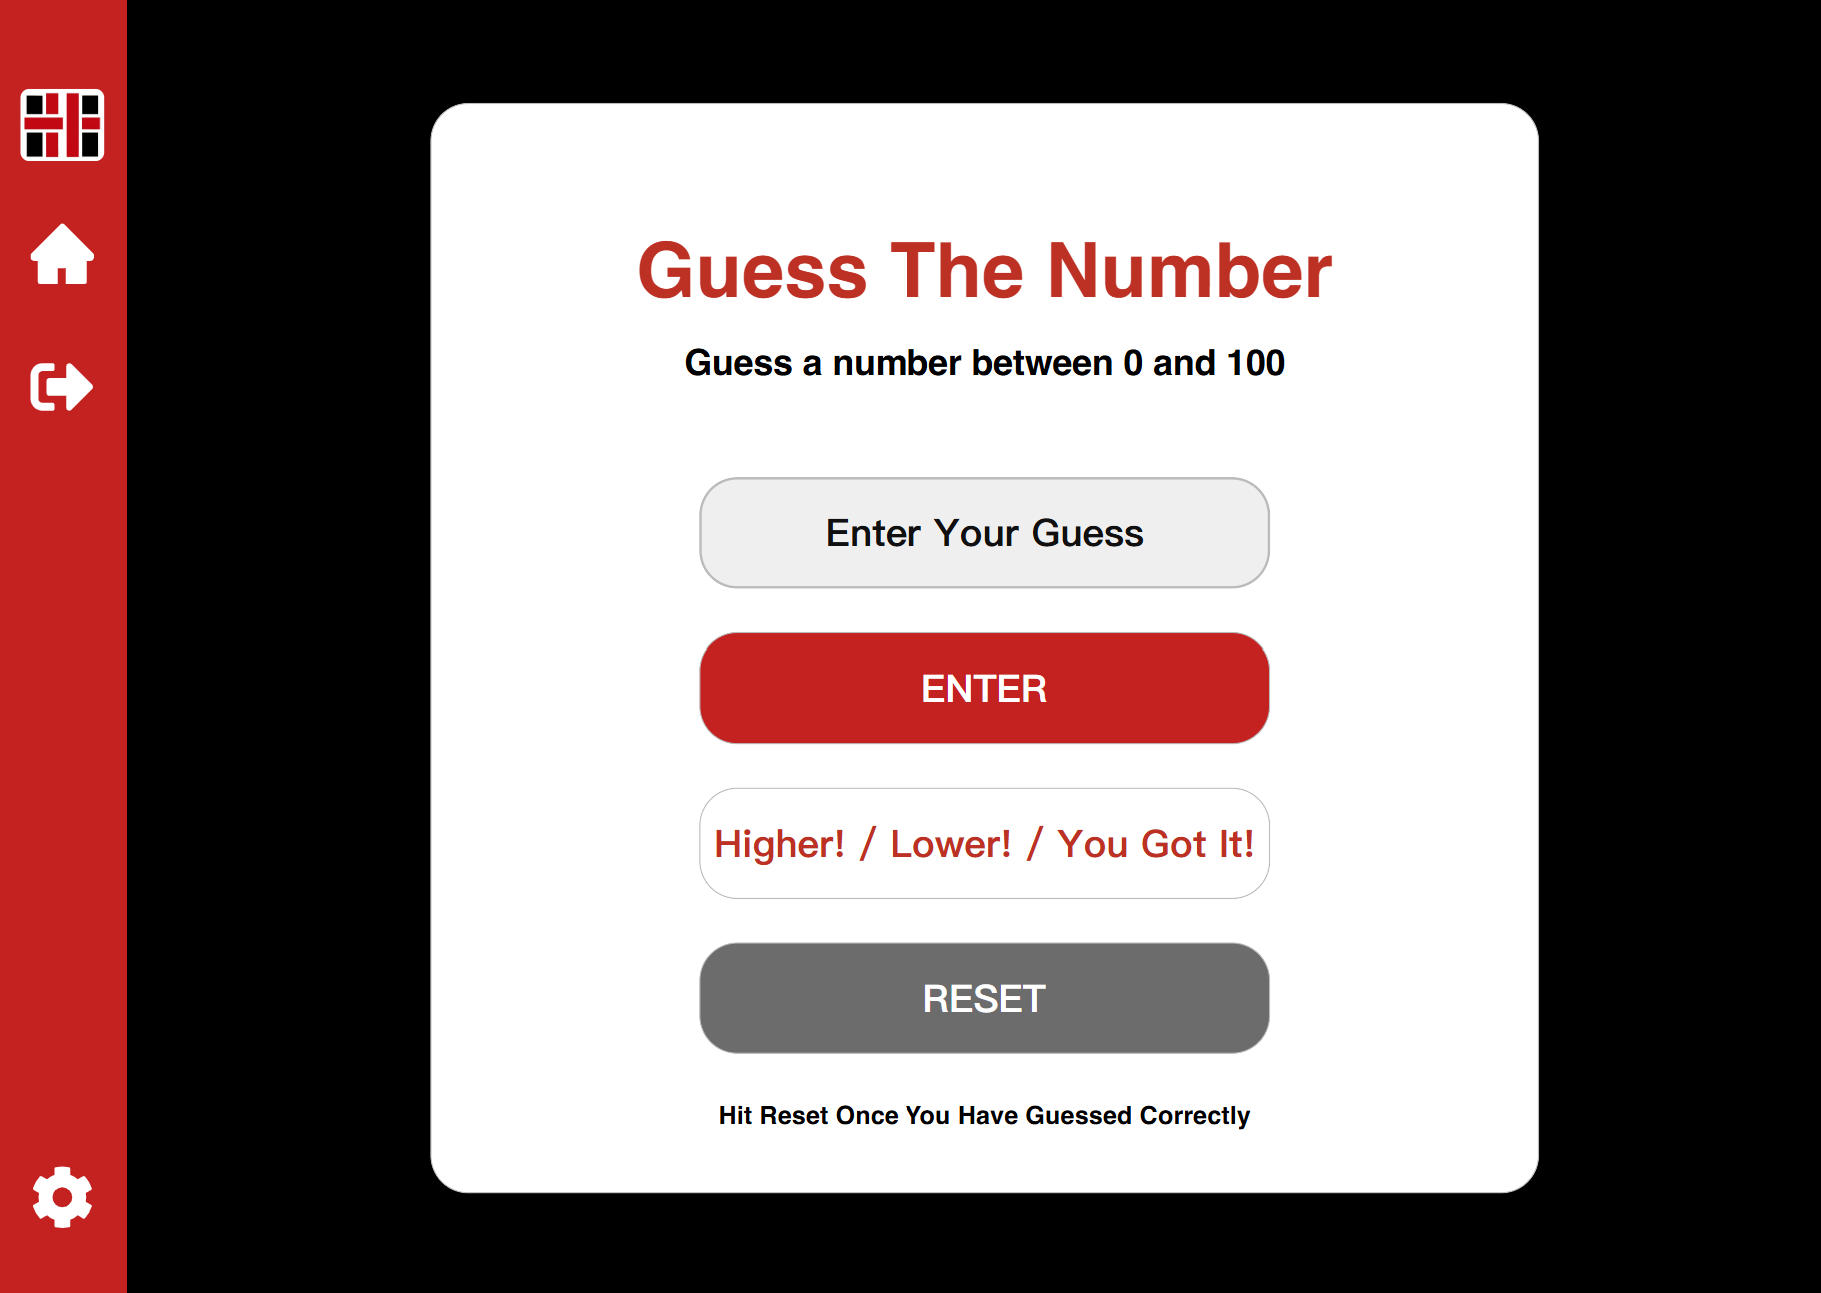 Guess The Number
Guess a number between 0 and 100
Enter Your Guess
ENTER
Higher! / Lower! / You Got It!
RESET
Hit Reset Once You Have Guessed Correctly